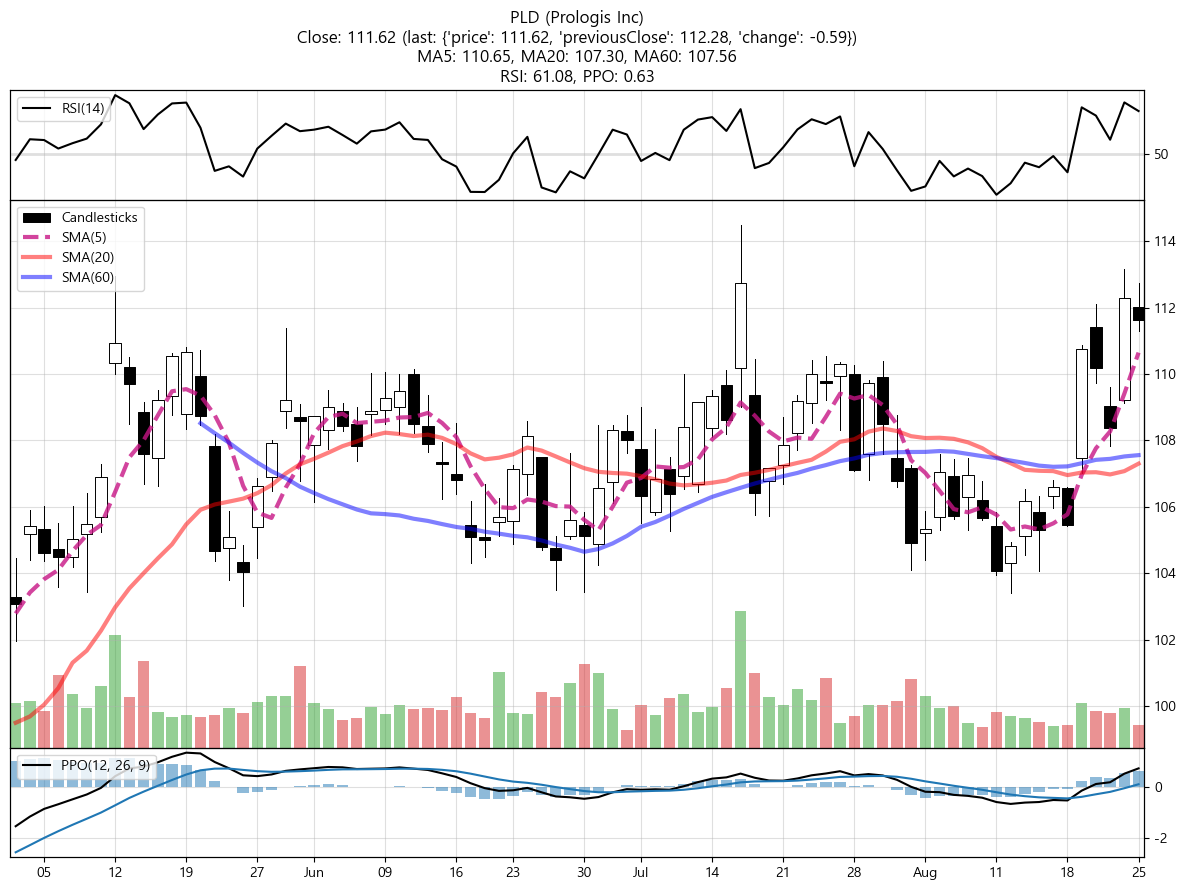 PLD (Prologis Inc)
Close: 111.62 (last: {'price': 111.62, 'previousClose': 112.28, 'change': -0.59})
MA5: 110.65, MA20: 107.30, MA60: 107.56
RSI: 61.08, PPO: 0.63
RSI(14)
50
Candlesticks
SMA(5)
SMA(20)
SMA(60)
114
112
110
108
106
104
102
100
PPO(12, 26, 9)
0
-2
05 12 19 27 Jun 09 16 23 30 Jul 14 21 28 Aug 11 18 25